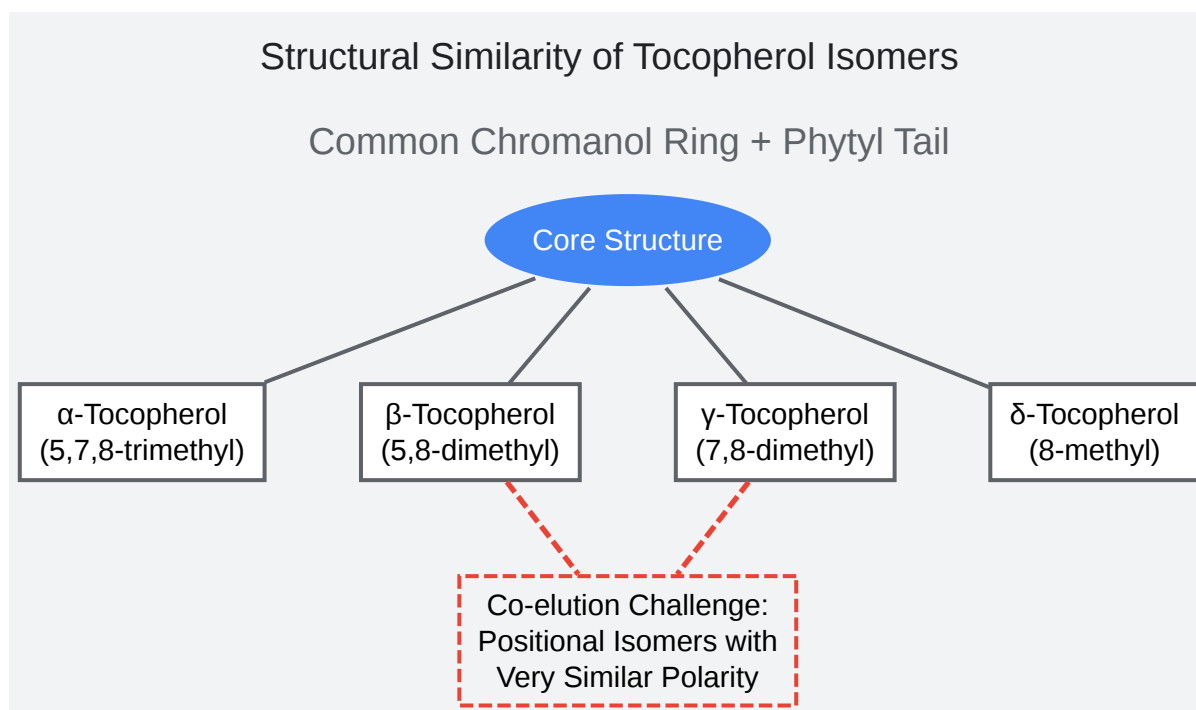 Structural Similarity of Tocopherol Isomers
Common Chromanol Ring + Phytyl Tail
Core Structure
α-Tocopherol
(5,7,8-trimethyl)
β-Tocopherol
(5,8-dimethyl)
γ-Tocopherol
(7,8-dimethyl)
δ-Tocopherol
(8-methyl)
Co-elution Challenge:
Positional Isomers with
Very Similar Polarity